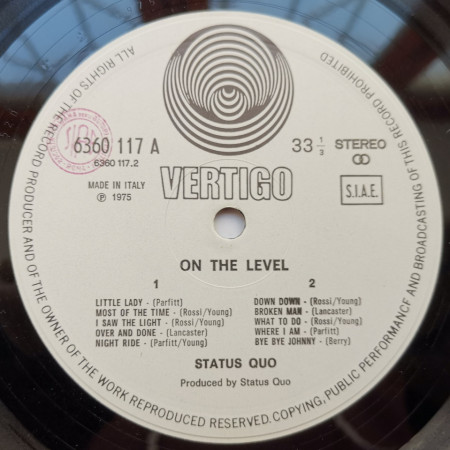 ALL RIGHTS OF THE RECORD PRODUCER AND OF THE OWNER OF THE WORK REPRODUCED RESERVED. COPYING, PUBLIC PERFORMANCE AND BROADCASTING OF THIS RECORD PROHIBITED
6360 117 A
6360 117.2
33 1/3 STEREO
MADE IN ITALY
℗ 1975
VERTIGO
S.I.A.E.
ON THE LEVEL
1
LITTLE LADY - (Parfitt)
MOST OF THE TIME - (Rossi/Young)
I SAW THE LIGHT - (Rossi/Young)
OVER AND DONE - (Lancaster)
NIGHT RIDE - (Parfitt/Young)
2
DOWN DOWN - (Rossi/Young)
BROKEN MAN - (Lancaster)
WHAT TO DO - (Rossi/Young)
WHERE I AM - (Parfitt)
BYE BYE JOHNNY - (Berry)
STATUS QUO
Produced by Status Quo